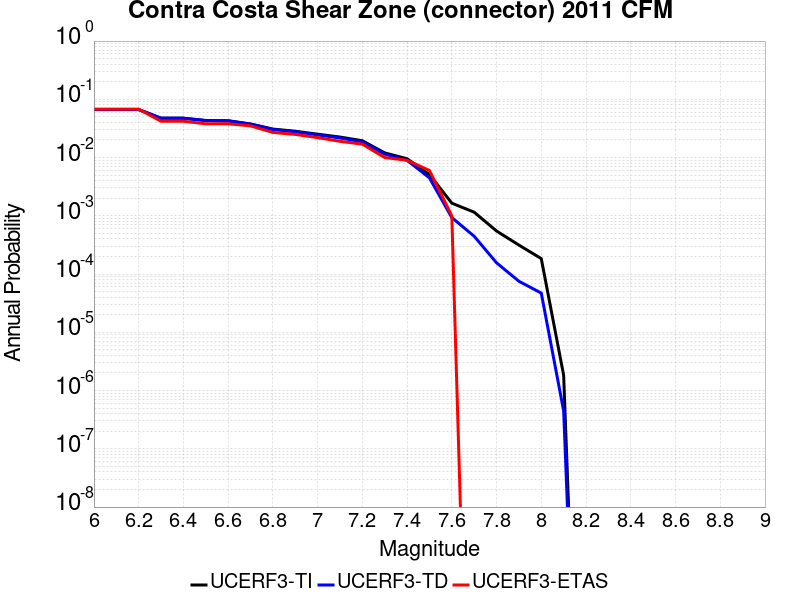 Contra Costa Shear Zone (connector) 2011 CFM
Annual Probability
10^0
10^-1
10^-2
10^-3
10^-4
10^-5
10^-6
10^-7
10^-8
6 6.2 6.4 6.6 6.8 7 7.2 7.4 7.6 7.8 8 8.2 8.4 8.6 8.8 9
Magnitude
UCERF3-TI UCERF3-TD UCERF3-ETAS